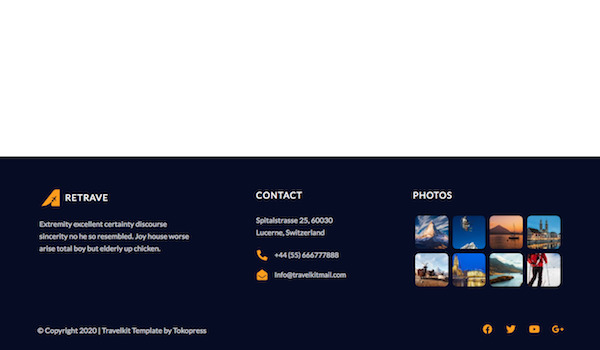 RETRAVE
Extremity excellent certainty discourse
sincerity no he so resembled. Joy house worse
arise total boy but elderly up chicken.
CONTACT
Spitalstrasse 25, 60030
Lucerne, Switzerland
+44 (55) 666777888
Info@travelkitmail.com
PHOTOS
© Copyright 2020 | Travelkit Template by Tokopress